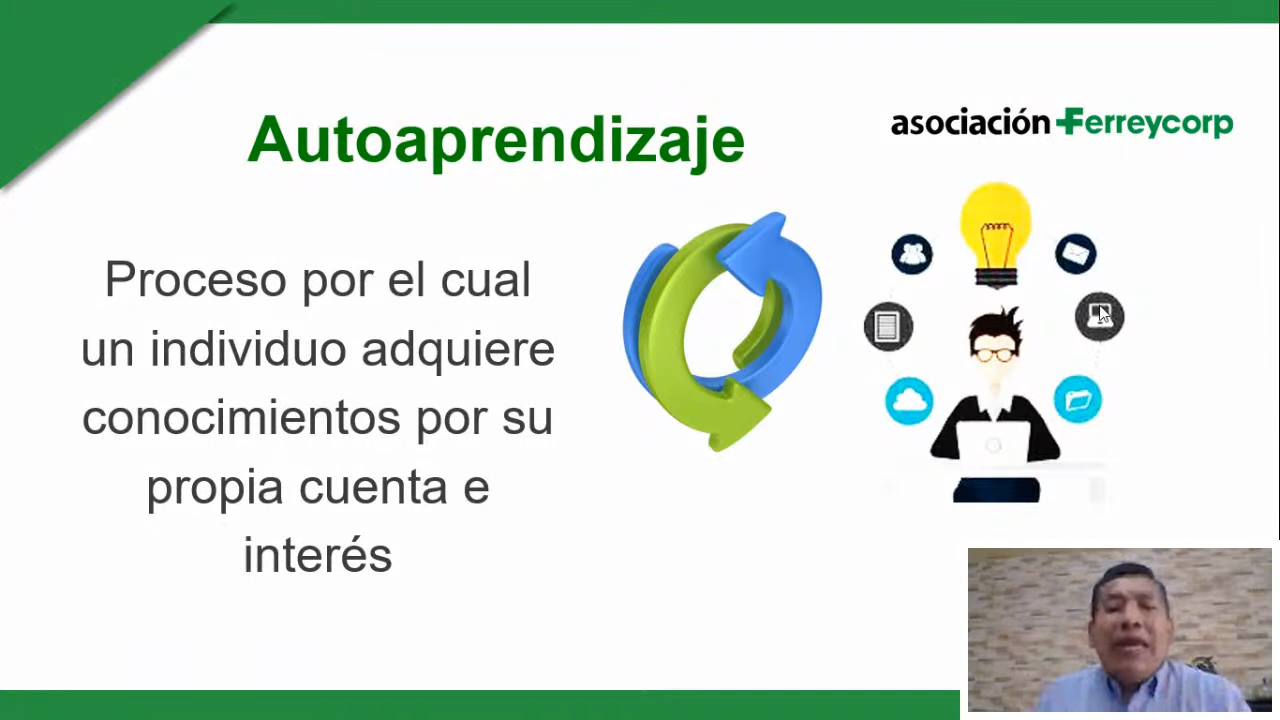 Autoaprendizaje
asociación Ferreycorp
Proceso por el cual
un individuo adquiere
conocimientos por su
propia cuenta e
interés